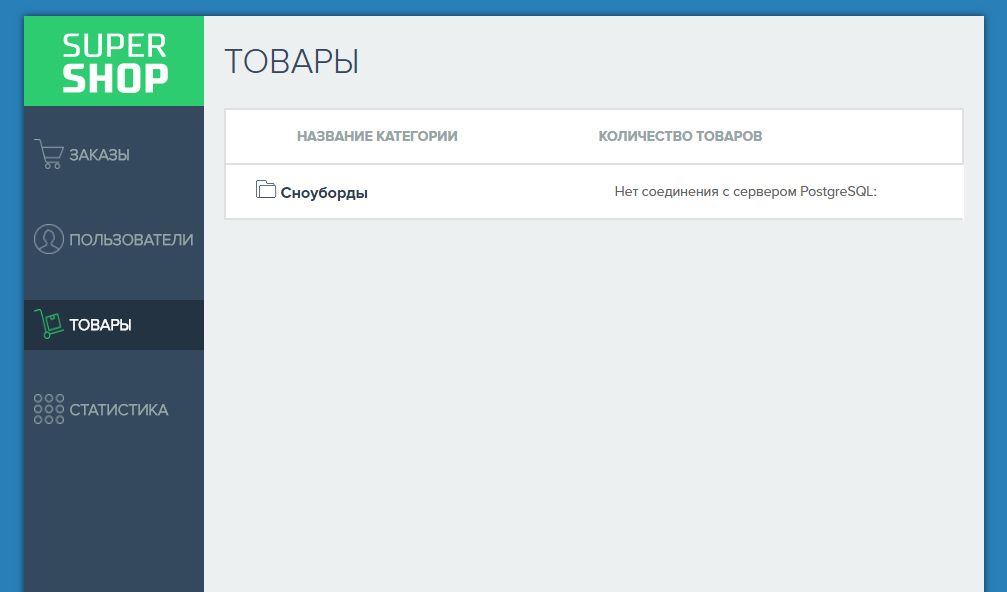 SUPER
SHOP
ТОВАРЫ
НАЗВАНИЕ КАТЕГОРИИ КОЛИЧЕСТВО ТОВАРОВ
Сноуборды Нет соединения с сервером PostgreSQL:
ЗАКАЗЫ
ПОЛЬЗОВАТЕЛИ
ТОВАРЫ
СТАТИСТИКА